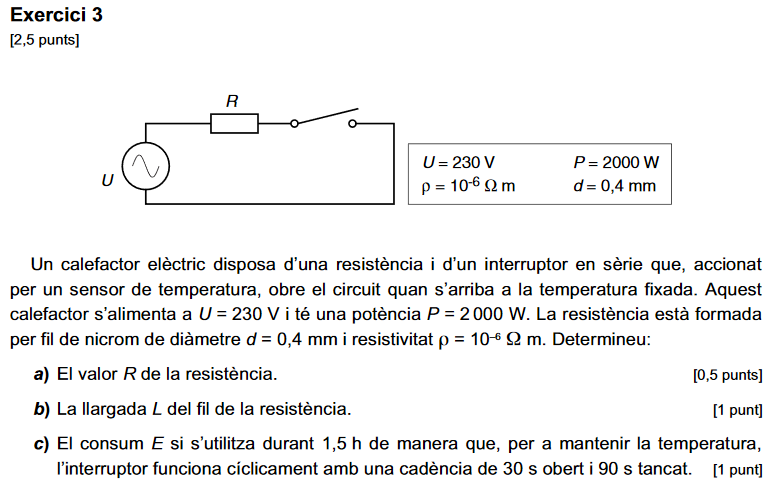 Exercici 3
[2,5 punts]
R
U
U = 230 V P = 2000 W
ρ = 10⁻⁶ Ω m d = 0,4 mm
Un calefactor elèctric disposa d’una resistència i d’un interruptor en sèrie que, accionat
per un sensor de temperatura, obre el circuit quan s’arriba a la temperatura fixada. Aquest
calefactor s’alimenta a U = 230 V i té una potència P = 2 000 W. La resistència està formada
per fil de nicrom de diàmetre d = 0,4 mm i resistivitat ρ = 10⁻⁶ Ω m. Determineu:
a) El valor R de la resistència. [0,5 punts]
b) La llargada L del fil de la resistència. [1 punt]
c) El consum E si s’utilitza durant 1,5 h de manera que, per a mantenir la temperatura,
l’interruptor funciona cíclicament amb una cadència de 30 s obert i 90 s tancat. [1 punt]